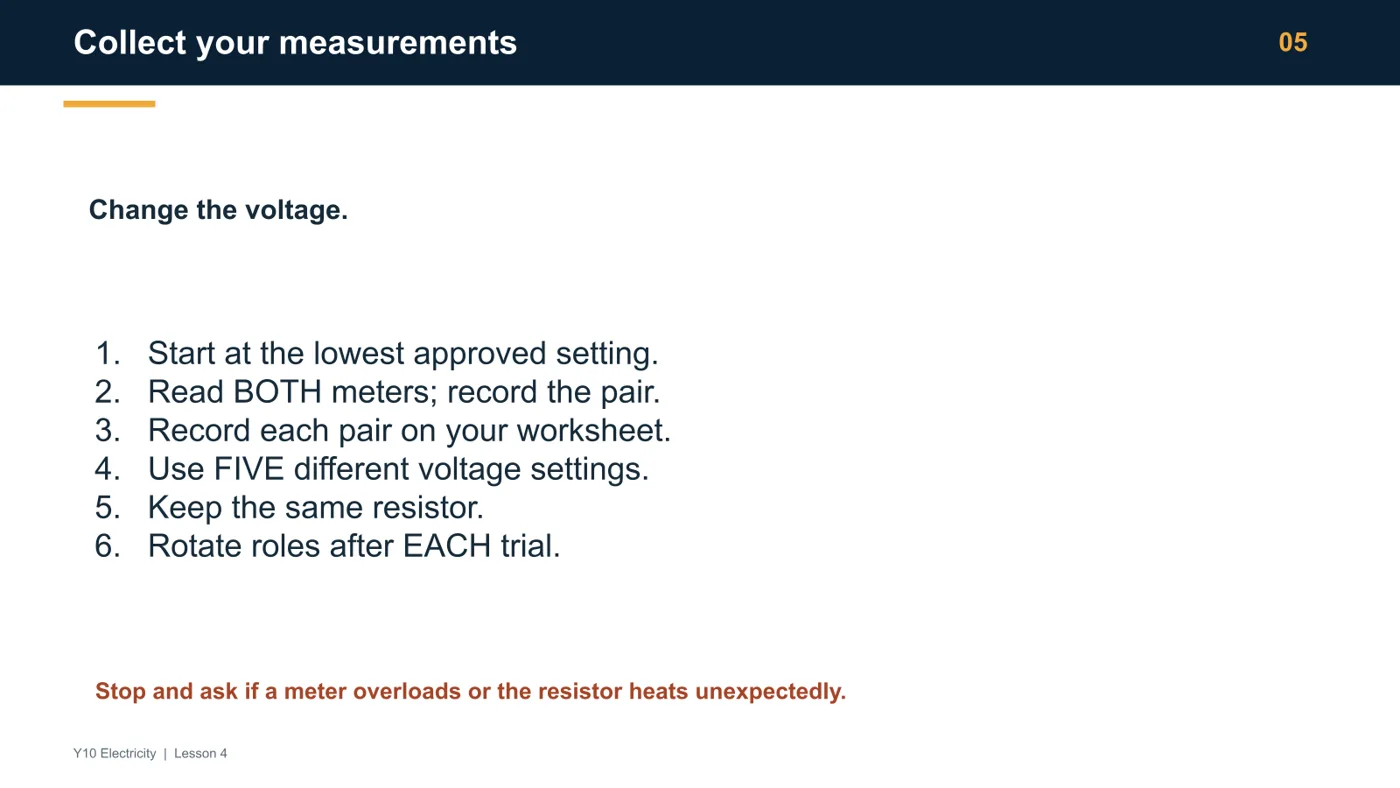 Collect your measurements
05
Change the voltage.
1. Start at the lowest approved setting.
2. Read BOTH meters; record the pair.
3. Record each pair on your worksheet.
4. Use FIVE different voltage settings.
5. Keep the same resistor.
6. Rotate roles after EACH trial.
Stop and ask if a meter overloads or the resistor heats unexpectedly.
Y10 Electricity | Lesson 4